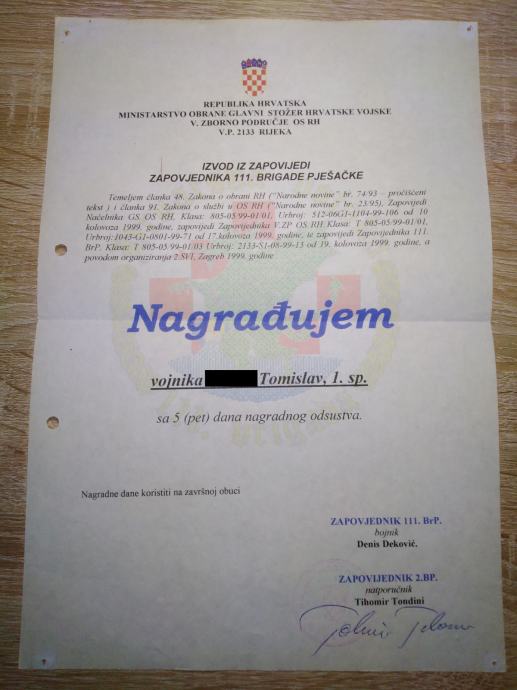 REPUBLIKA HRVATSKA
MINISTARSTVO OBRANE GLAVNI STOŽER HRVATSKE VOJSKE
V. ZBORNO PODRUČJE OS RH
V.P. 2133 RIJEKA
IZVOD IZ ZAPOVIJEDI
ZAPOVJEDNIKA 111. BRIGADE PJEŠAČKE
Temeljem članka 48. Zakona o obrani RH ("Narodne novine" br. 74/93 – pročišćeni
tekst ) i članka 91. Zakona o službi u OS RH ("Narodne novine" br. 23/95), Zapovijedi
Načelnika GS OS RH, Klasa: 805-05/99-01/01, Urbroj: 512-06G1-1104-99-106 od 10
kolovoza 1999. godine, zapovijedi Zapovjednika V.ZP OS RH Klasa: T 805-05/99-01/01,
Urbroj:1043-G1-0801-99-71 od 17.kolovoza 1999. godine, te zapovijedi Zapovjednika 111.
BrP. Klasa: T 805-05/99-01/03 Urbroj: 2133-S1-08-99-13 od 19. kolovoza 1999. godine, a
povodom organiziranja 2.SVI, Zagreb 1999. godine
Nagrađujem
vojnika Tomislav, 1. sp.
sa 5 (pet) dana nagradnog odsustva.
Nagradne dane koristiti na završnoj obuci
ZAPOVJEDNIK 111. BrP.
bojnik
Denis Deković.
ZAPOVIJEDNIK 2.BP.
natporučnik
Tihomir Tondini